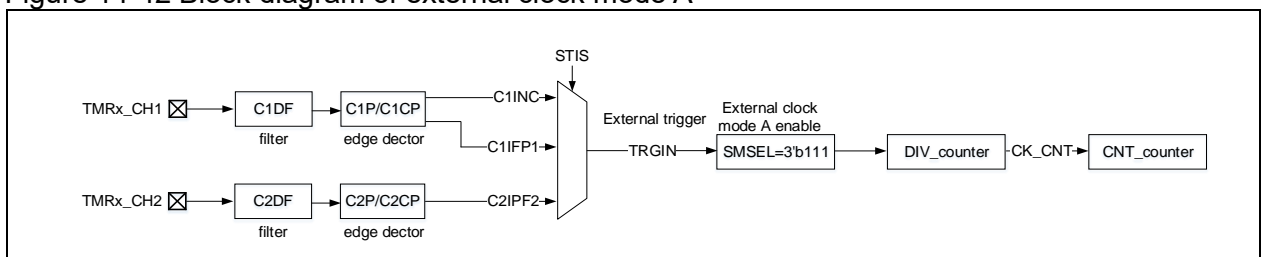 Figure 14-42 Block diagram of external clock mode A
STIS
TMRx_CH1
C1DF
filter
C1P/C1CP
edge dector
C1INC
C1IFP1
TMRx_CH2
C2DF
filter
C2P/C2CP
edge dector
C2IPF2
External trigger
TRGIN
External clock
mode A enable
SMSEL=3'b111
DIV_counter
CK_CNT
CNT_counter